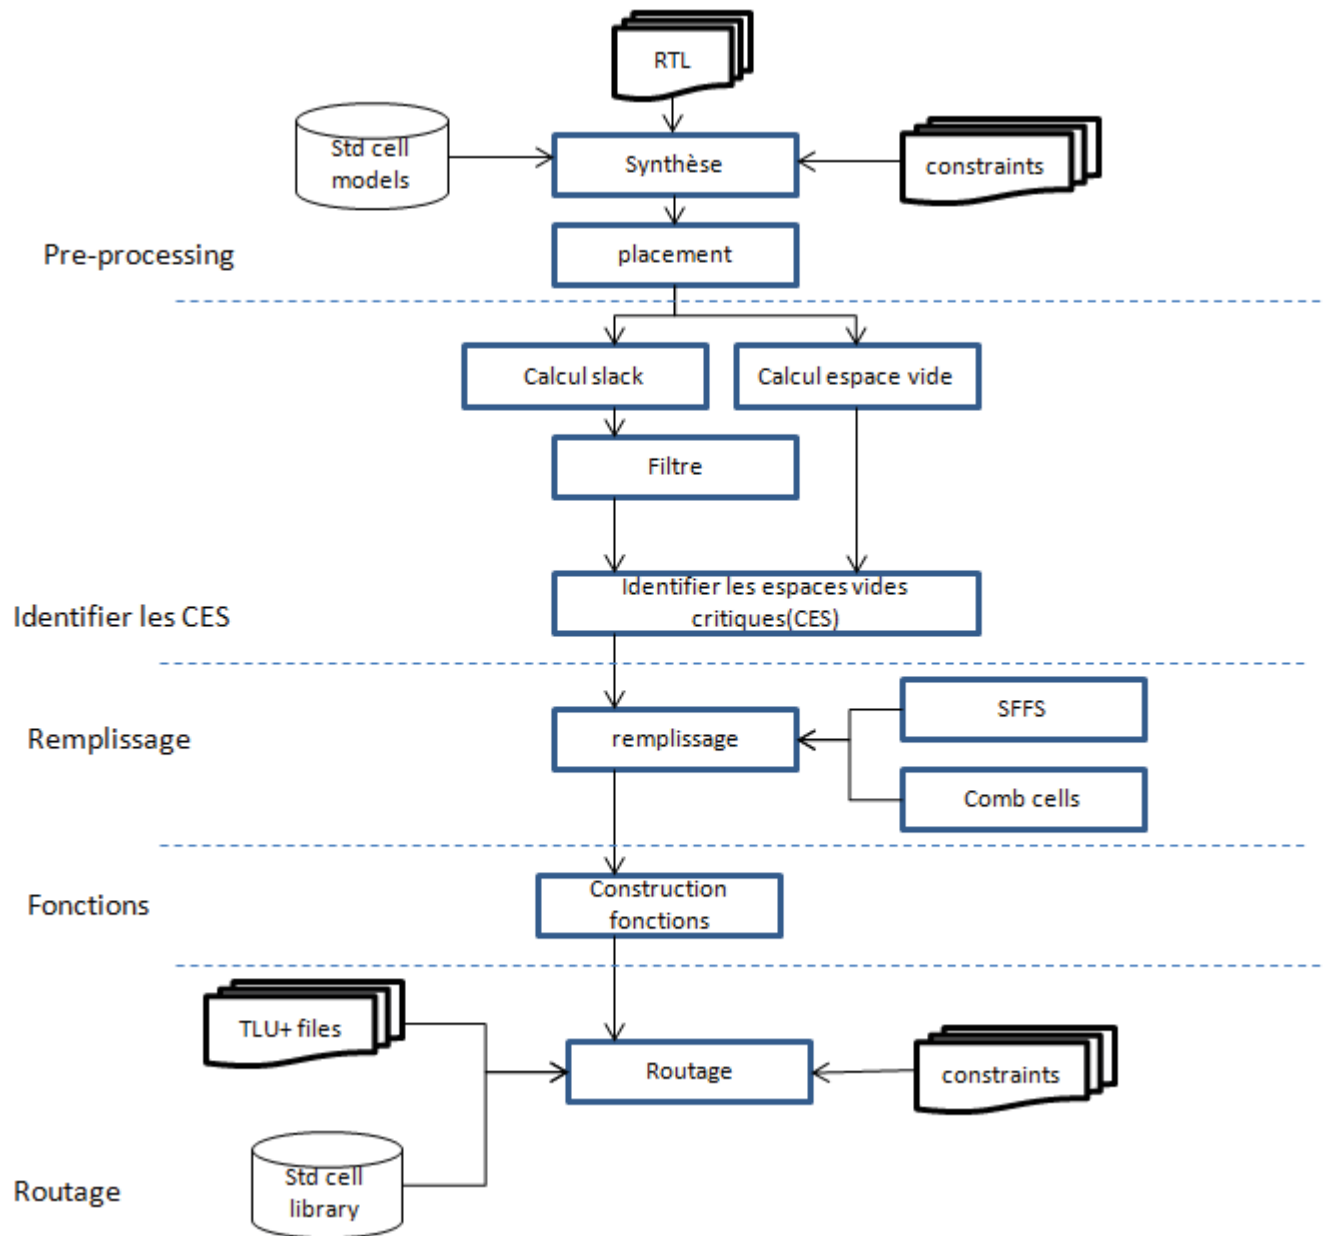 RTL
Std cell
models
Synthèse
constraints
placement
Pre-processing
Calcul slack
Calcul espace vide
Filtre
Identifier les espaces vides
critiques(CES)
Identifier les CES
SFFS
remplissage
Remplissage
Comb cells
Construction
fonctions
Fonctions
TLU+ files
Routage
constraints
Std cell
library
Routage